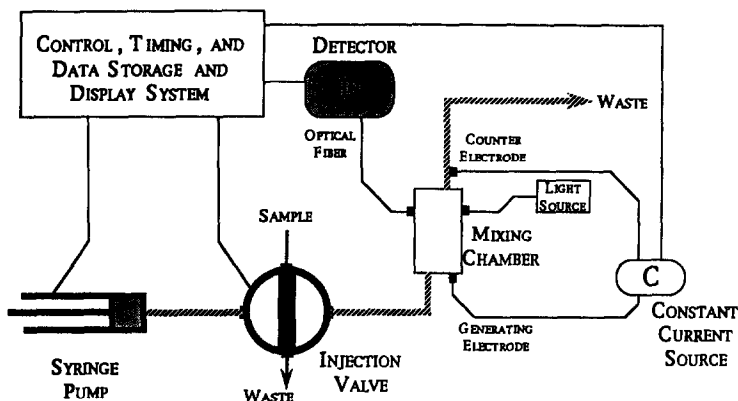 CONTROL, TIMING, AND
DATA STORAGE AND
DISPLAY SYSTEM
DETECTOR
OPTICAL
FIBER
WASTE
COUNTER
ELECTRODE
LIGHT
SOURCE
SAMPLE
MIXING
CHAMBER
C
CONSTANT
CURRENT
SOURCE
GENERATING
ELECTRODE
SYRINGE
PUMP
INJECTION
VALVE
WASTE